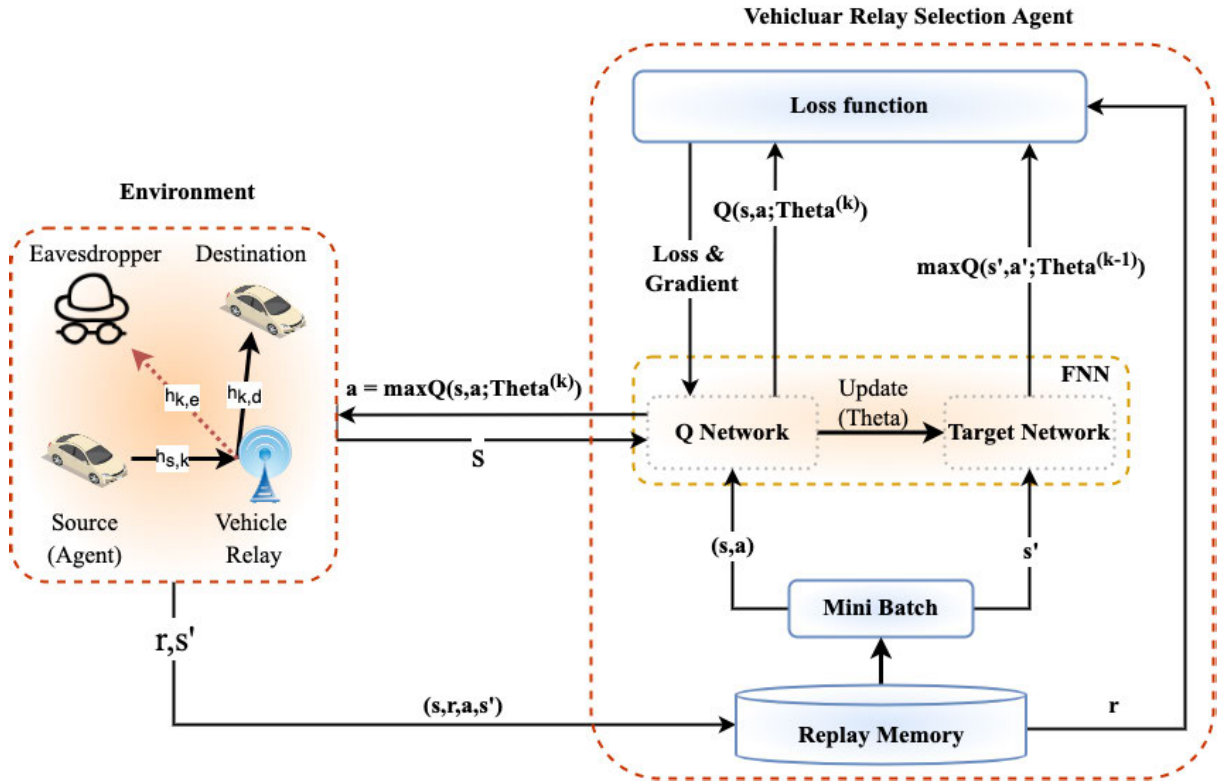 Vehicluar Relay Selection Agent
Loss function
Environment
Eavesdropper
Destination
Q(s,a;Theta(k))
Loss &
Gradient
maxQ(s',a';Theta(k-1))
hk,e
hk,d
hs,k
Source
(Agent)
Vehicle
Relay
a = maxQ(s,a;Theta(k))
S
FNN
Update
(Theta)
Q Network
Target Network
(s,a)
s'
Mini Batch
r,s'
(s,r,a,s')
Replay Memory
r